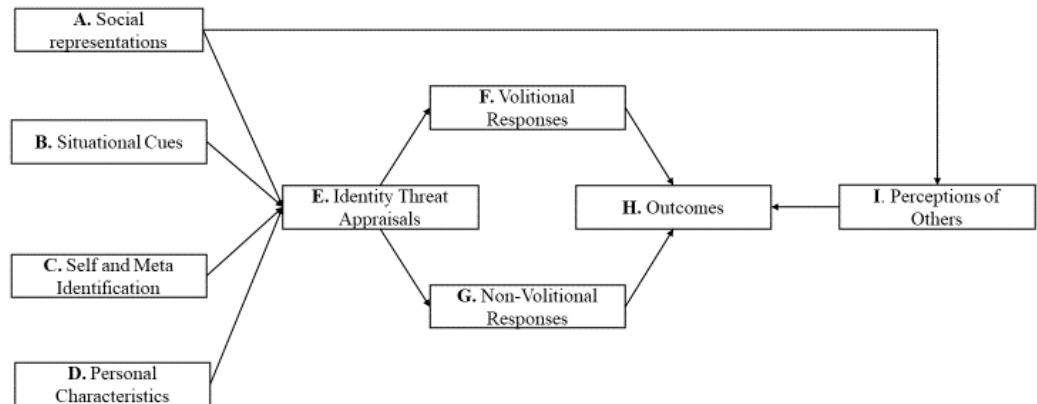 A. Social
representations
B. Situational Cues
C. Self and Meta
Identification
D. Personal
Characteristics
E. Identity Threat
Appraisals
F. Volitional
Responses
G. Non-Volitional
Responses
H. Outcomes
I. Perceptions of
Others